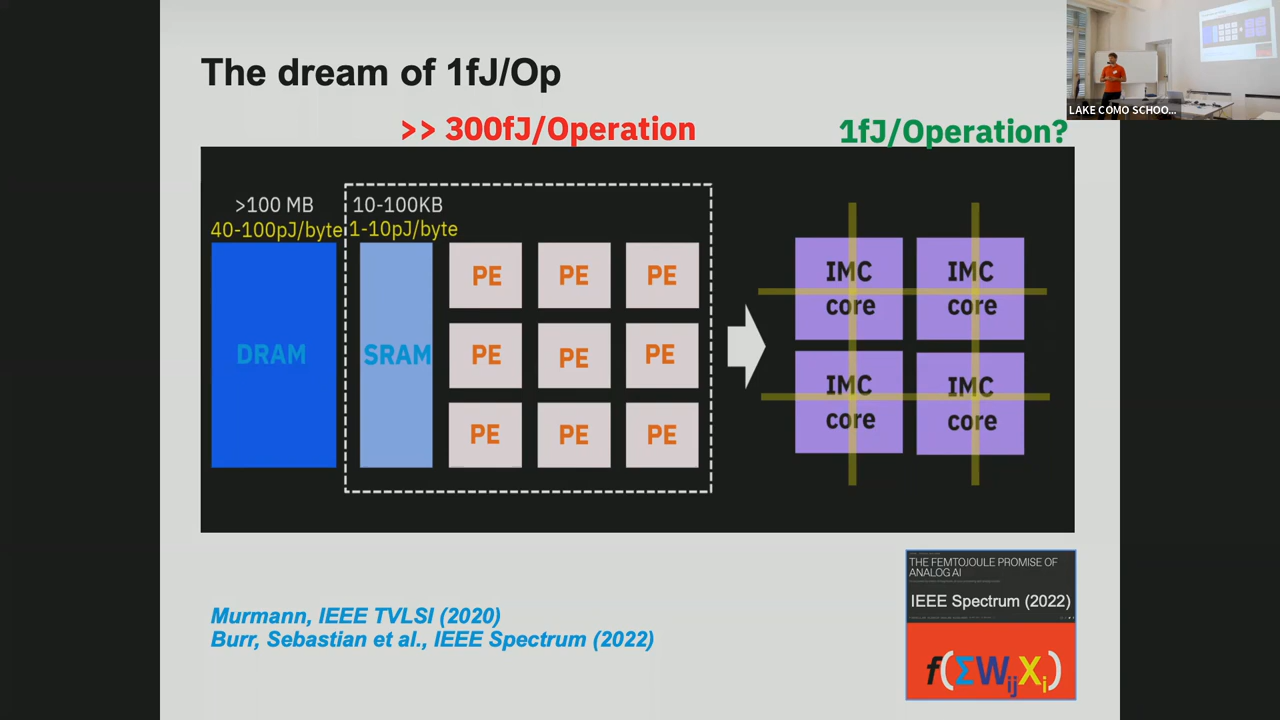 The dream of 1fJ/Op
>> 300fJ/Operation
1fJ/Operation?
>100 MB
40-100pJ/byte
10-100KB
1-10pJ/byte
DRAM
SRAM
PE PE PE
PE PE PE
PE PE PE
IMC core
IMC core
IMC core
IMC core
Murmann, IEEE TVLSI (2020)
Burr, Sebastian et al., IEEE Spectrum (2022)
THE FEMTOJOULE PROMISE OF
ANALOG AI
IEEE Spectrum (2022)
f(ΣWijXi)
LAKE COMO SCHOO...